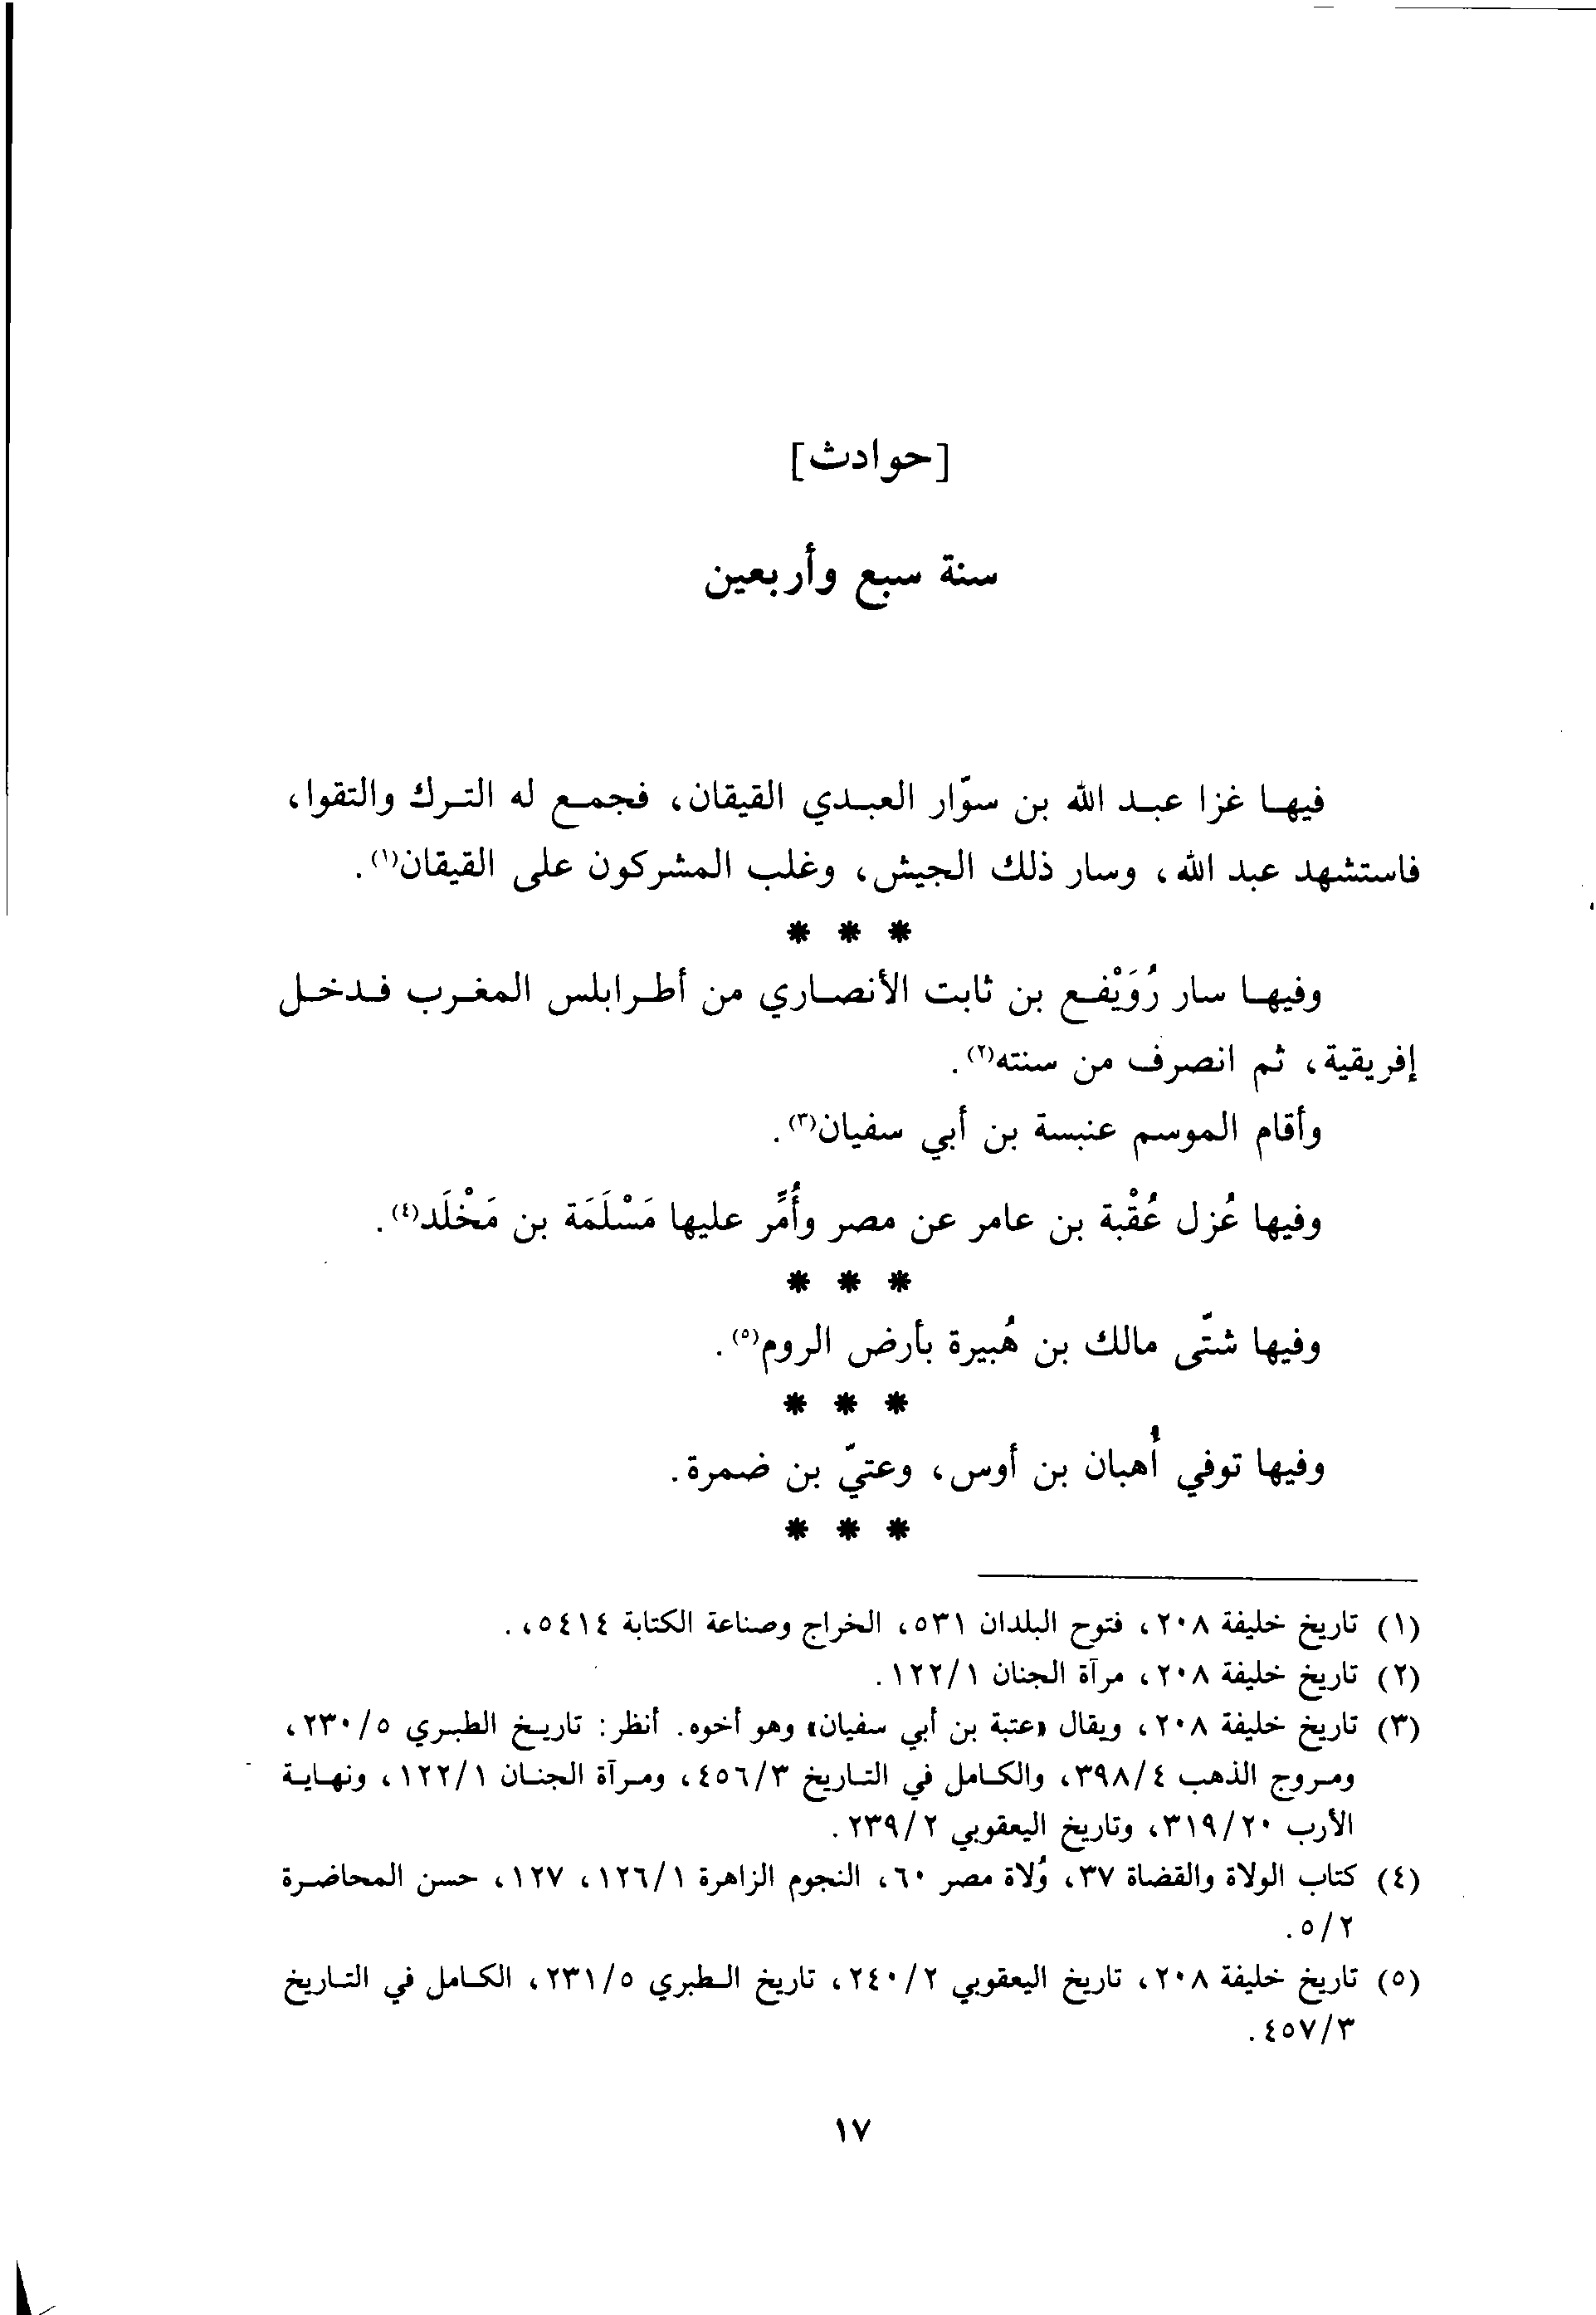 [حوادث]
سنة سبع وأربعين
فيها غزا عبد الله بن سوّار العبدي القيقان، فجمع له الترك والتقوا،
فاستشهد عبد الله، وسار ذلك الجيش، وغلب المشركون على القيقان(١).
* * *
وفيها سار رُوَيْفع بن ثابت الأنصاري من أطرابلس المغرب فدخل
إفريقية، ثم انصرف من سنته(٢).
وأقام الموسم عنبسة بن أبي سفيان(٣).
وفيها عُزل عُقْبة بن عامر عن مصر وأُمِّر عليها مَسْلَمَة بن مَخْلَد(٤).
* * *
وفيها شتّى مالك بن هُبيرة بأرض الروم(٥).
* * *
وفيها توفي أُهبان بن أوس، وعتيّ بن ضمرة.
* * *
(١) تاريخ خليفة ٢٠٨، فتوح البلدان ٥٣١، الخراج وصناعة الكتابة ٥٤١٤،.
(٢) تاريخ خليفة ٢٠٨، مرآة الجنان ١/١٢٢.
(٣) تاريخ خليفة ٢٠٨، ويقال «عتبة بن أبي سفيان» وهو أخوه. أنظر: تاريخ الطبري ٥/٢٣٠،
ومروج الذهب ٤/٣٩٨، والكامل في التاريخ ٣/٤٥٦، ومرآة الجنان ١/١٢٢، ونهاية
الأرب ٢٠/٣١٩، وتاريخ اليعقوبي ٢/٢٣٩.
(٤) كتاب الولاة والقضاة ٣٧، وُلاة مصر ٦٠، النجوم الزاهرة ١/١٢٦، ١٢٧، حسن المحاضرة
٢/٥.
(٥) تاريخ خليفة ٢٠٨، تاريخ اليعقوبي ٢/٢٤٠، تاريخ الطبري ٥/٢٣١، الكامل في التاريخ
٣/٤٥٧.
١٧